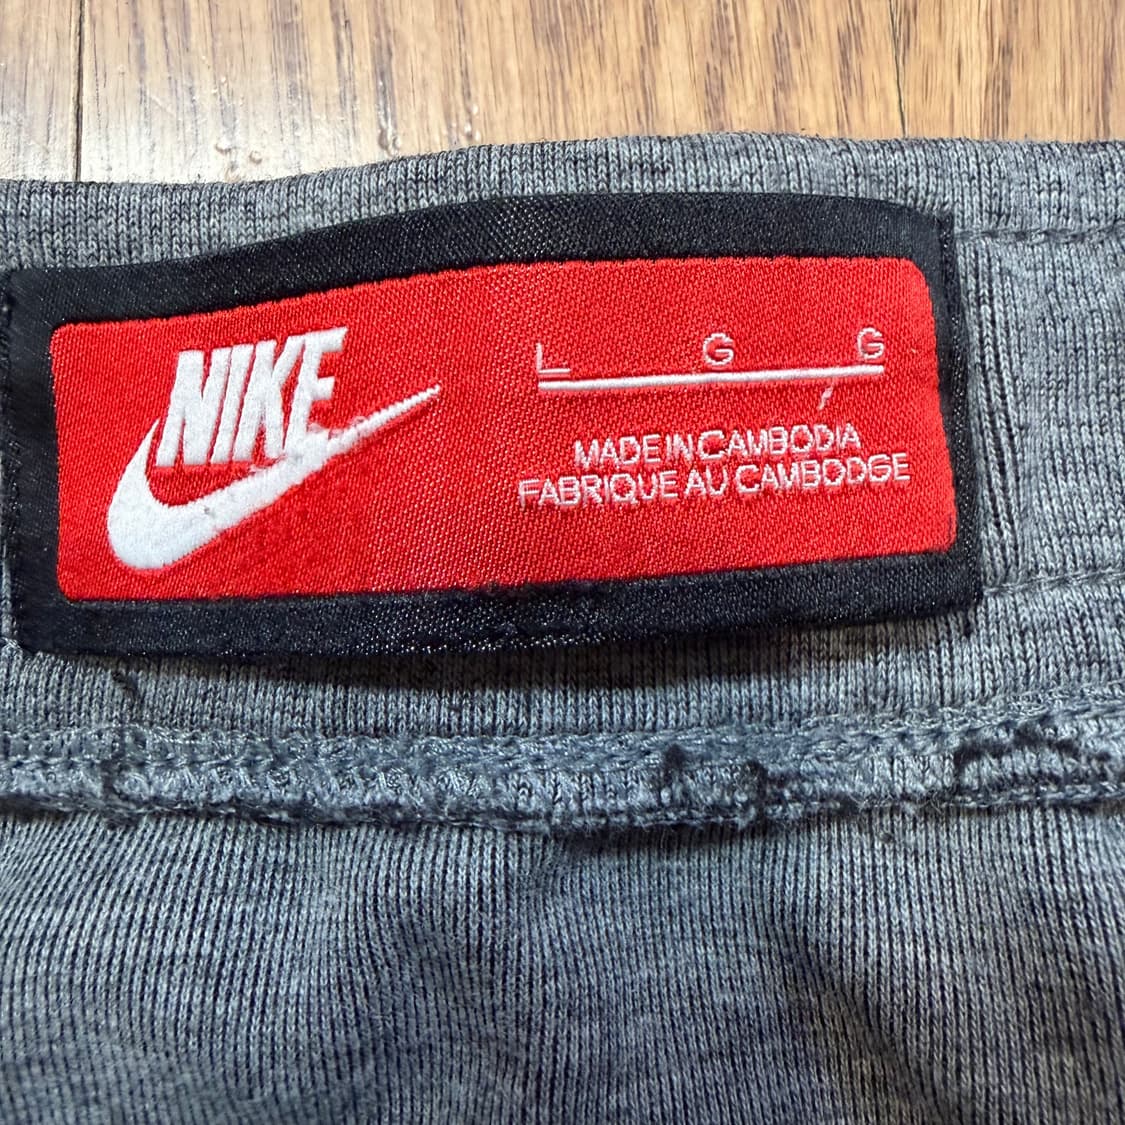 NIKE
L G G
MADE IN CAMBODIA
FABRIQUE AU CAMBODGE